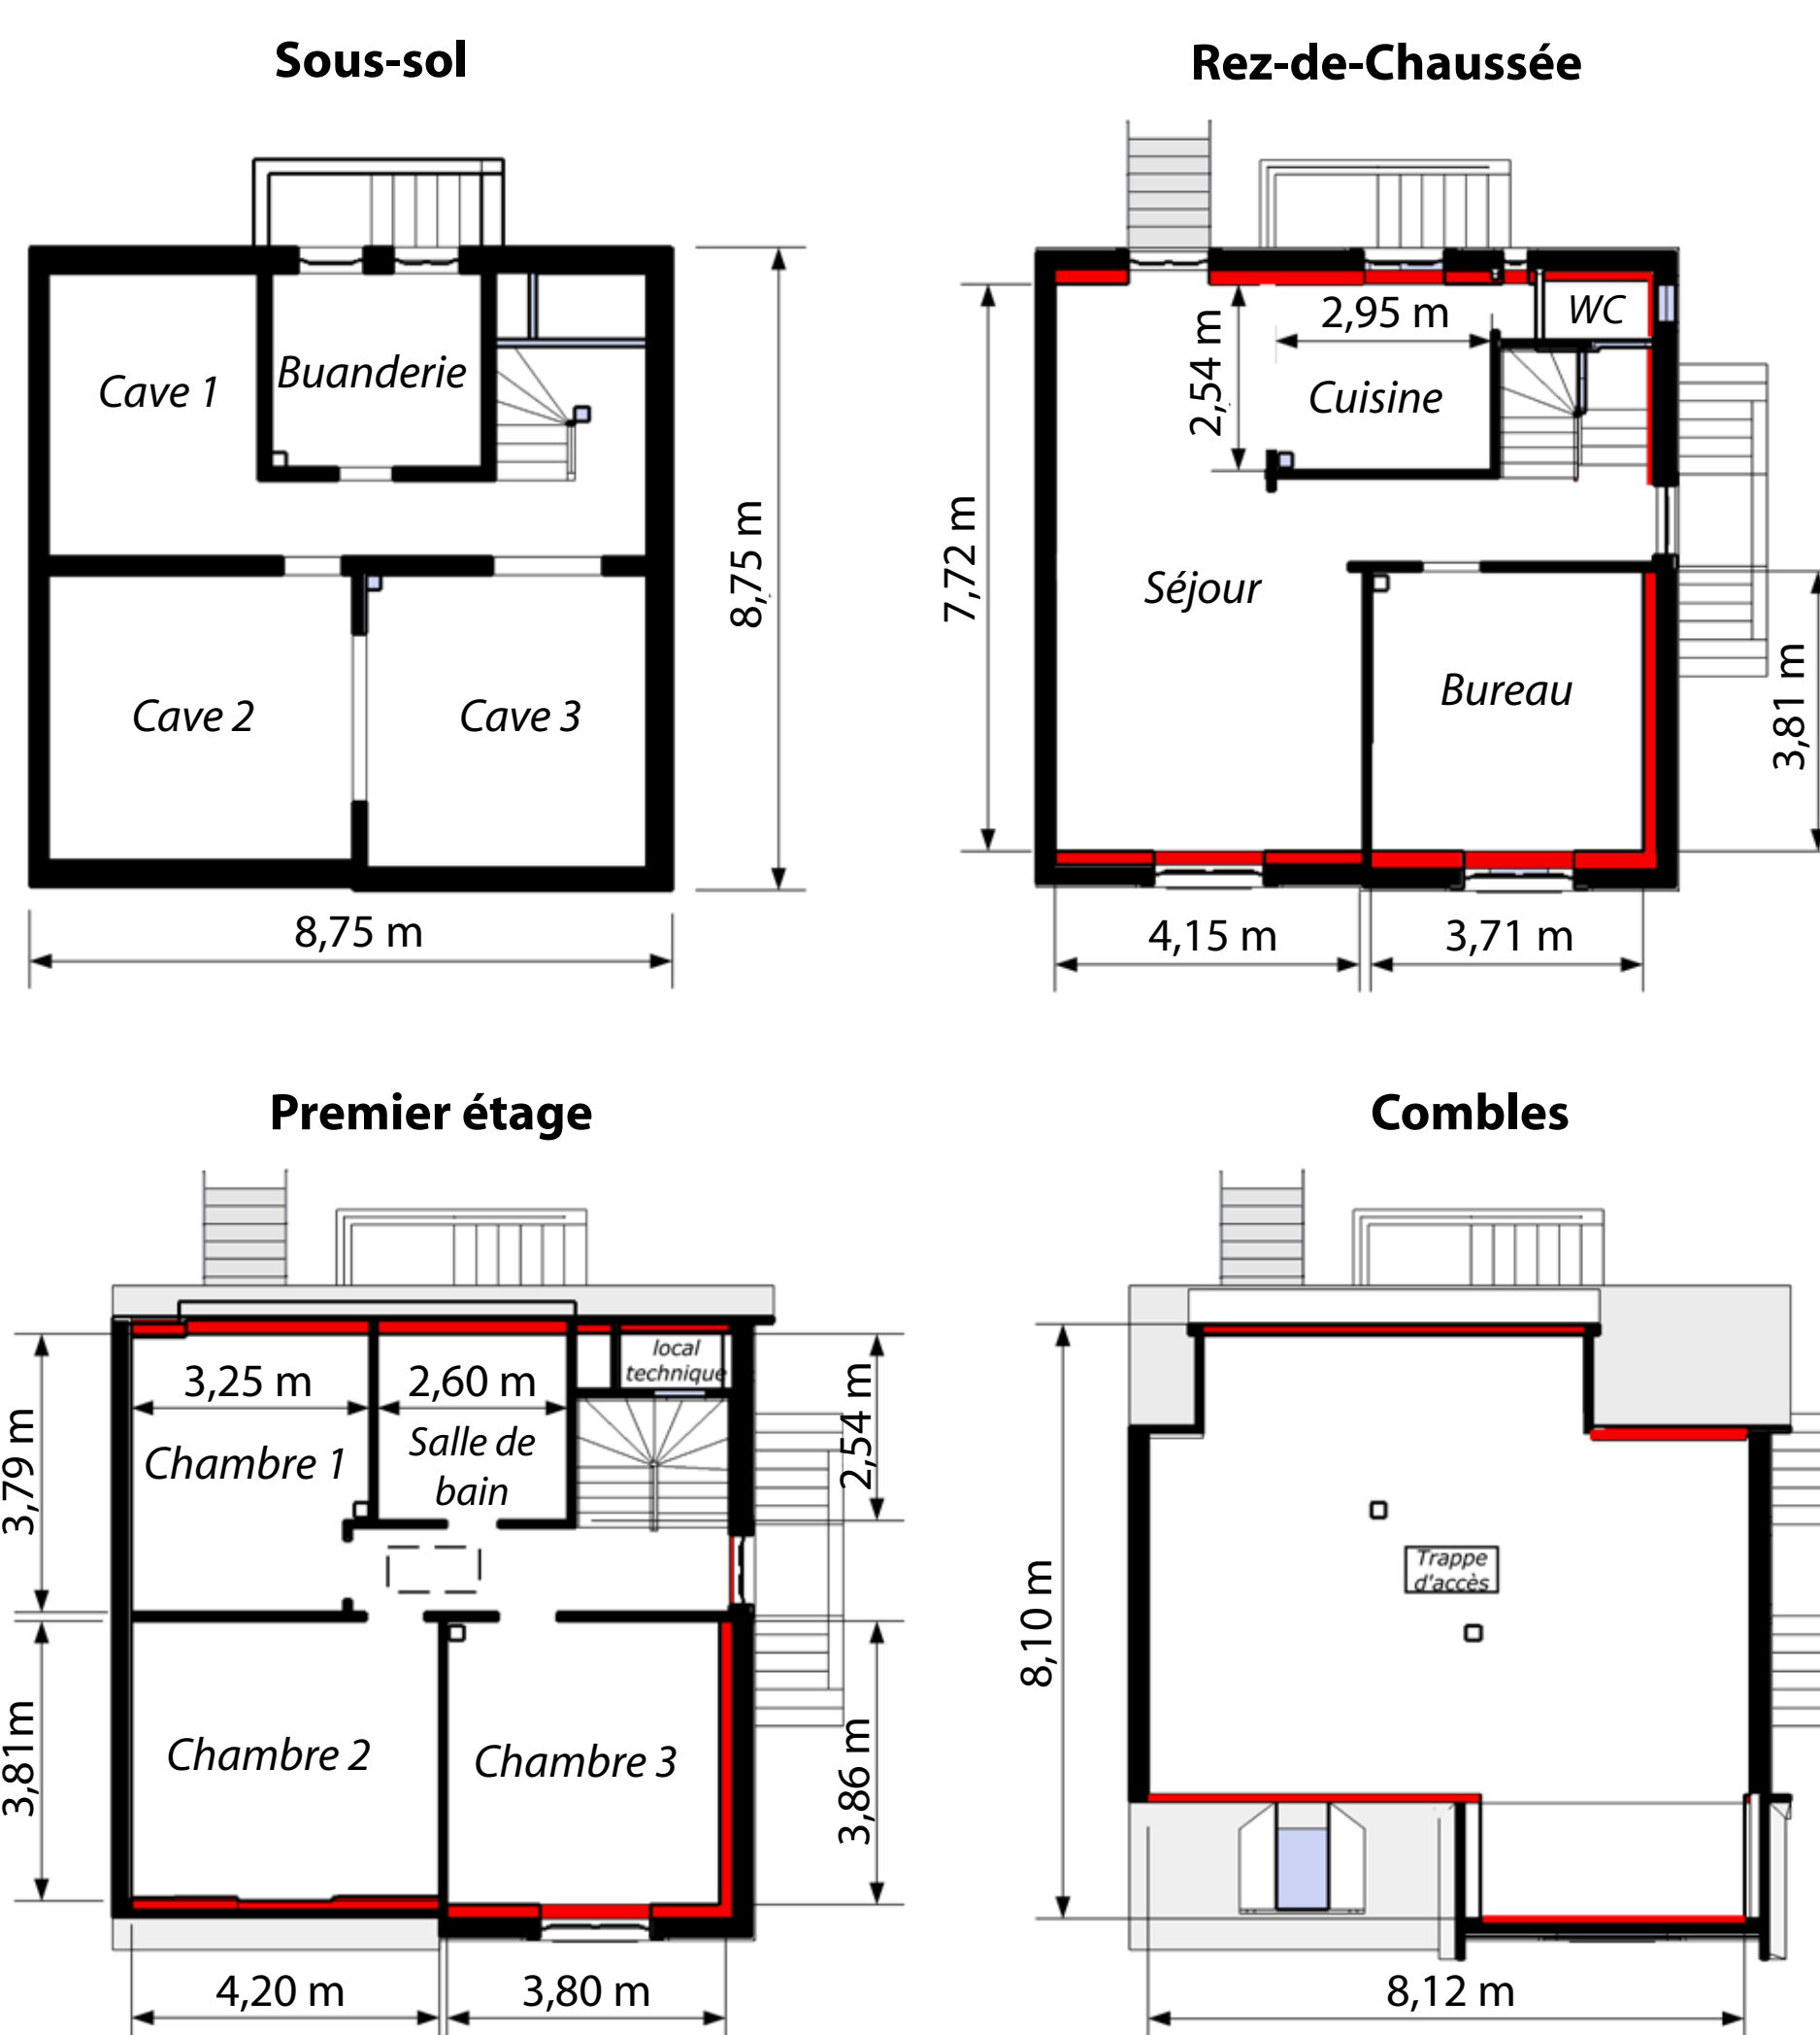 Sous-sol
Cave 1
Buanderie
Cave 2
Cave 3
8,75 m
8,75 m
Rez-de-Chaussée
2,95 m
WC
2,54 m
Cuisine
7,72 m
Séjour
Bureau
3,81 m
4,15 m
3,71 m
Premier étage
local
technique
3,25 m
2,60 m
2,54 m
3,79 m
Chambre 1
Salle de
bain
3,81m
Chambre 2
Chambre 3
3,86 m
4,20 m
3,80 m
Combles
Trappe
d'accès
8,10 m
8,12 m